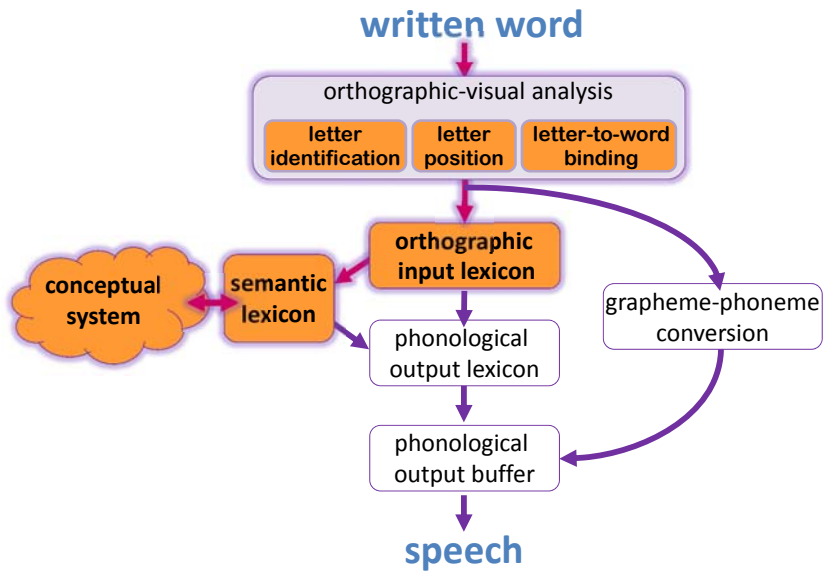 written word
orthographic-visual analysis
letter
identification
letter
position
letter-to-word
binding
orthographic
input lexicon
conceptual
system
semantic
lexicon
grapheme-phoneme
conversion
phonological
output lexicon
phonological
output buffer
speech